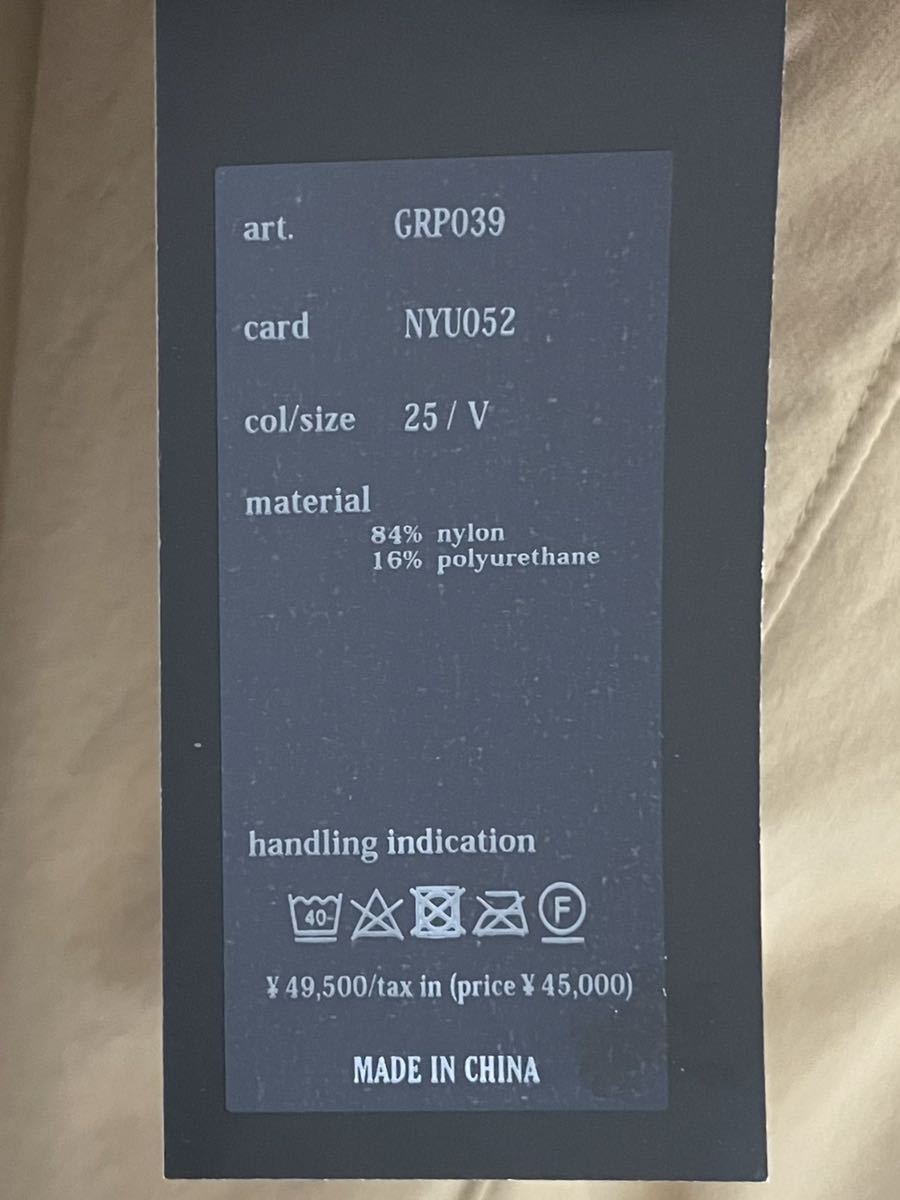 art. GRP039
card NYU052
col/size 25 / V
material
84% nylon
16% polyurethane
handling indication
40 F
¥49,500/tax in (price ¥45,000)
MADE IN CHINA